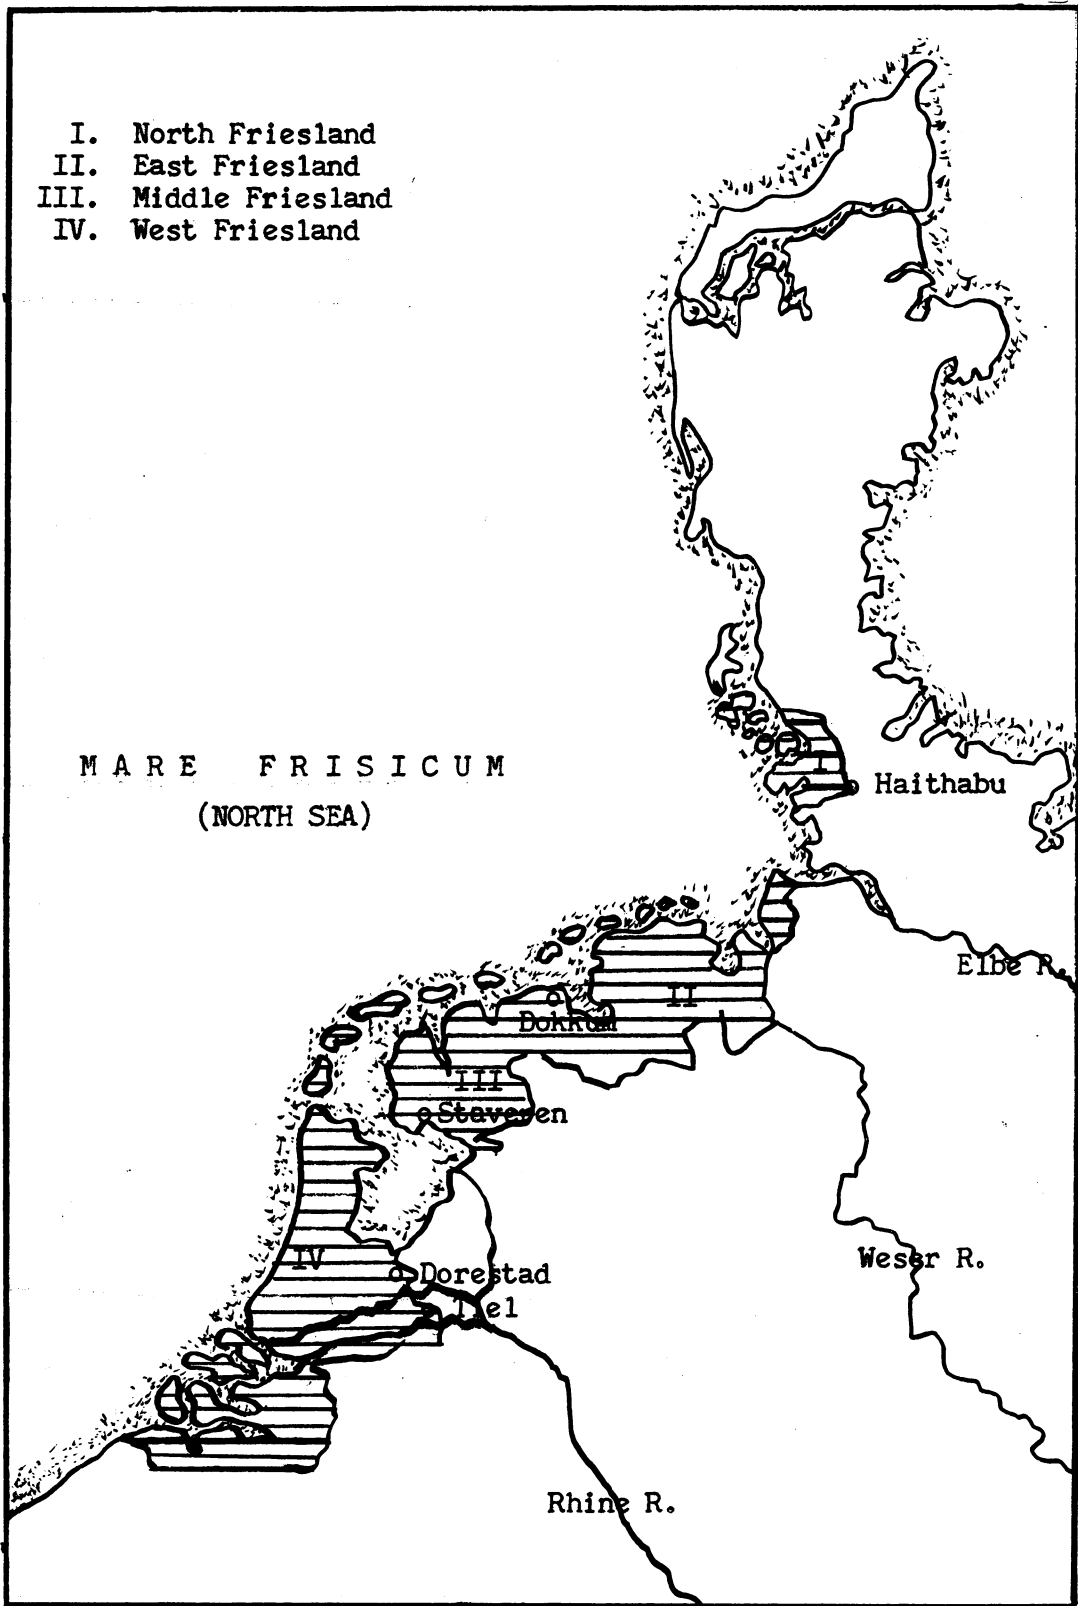 I. North Friesland
II. East Friesland
III. Middle Friesland
IV. West Friesland
MARE FRISICUM
(NORTH SEA)
I
Haithabu
Elbe R.
II
Dokkum
III
Staveren
IV
Dorestad
Tiel
Weser R.
Rhine R.